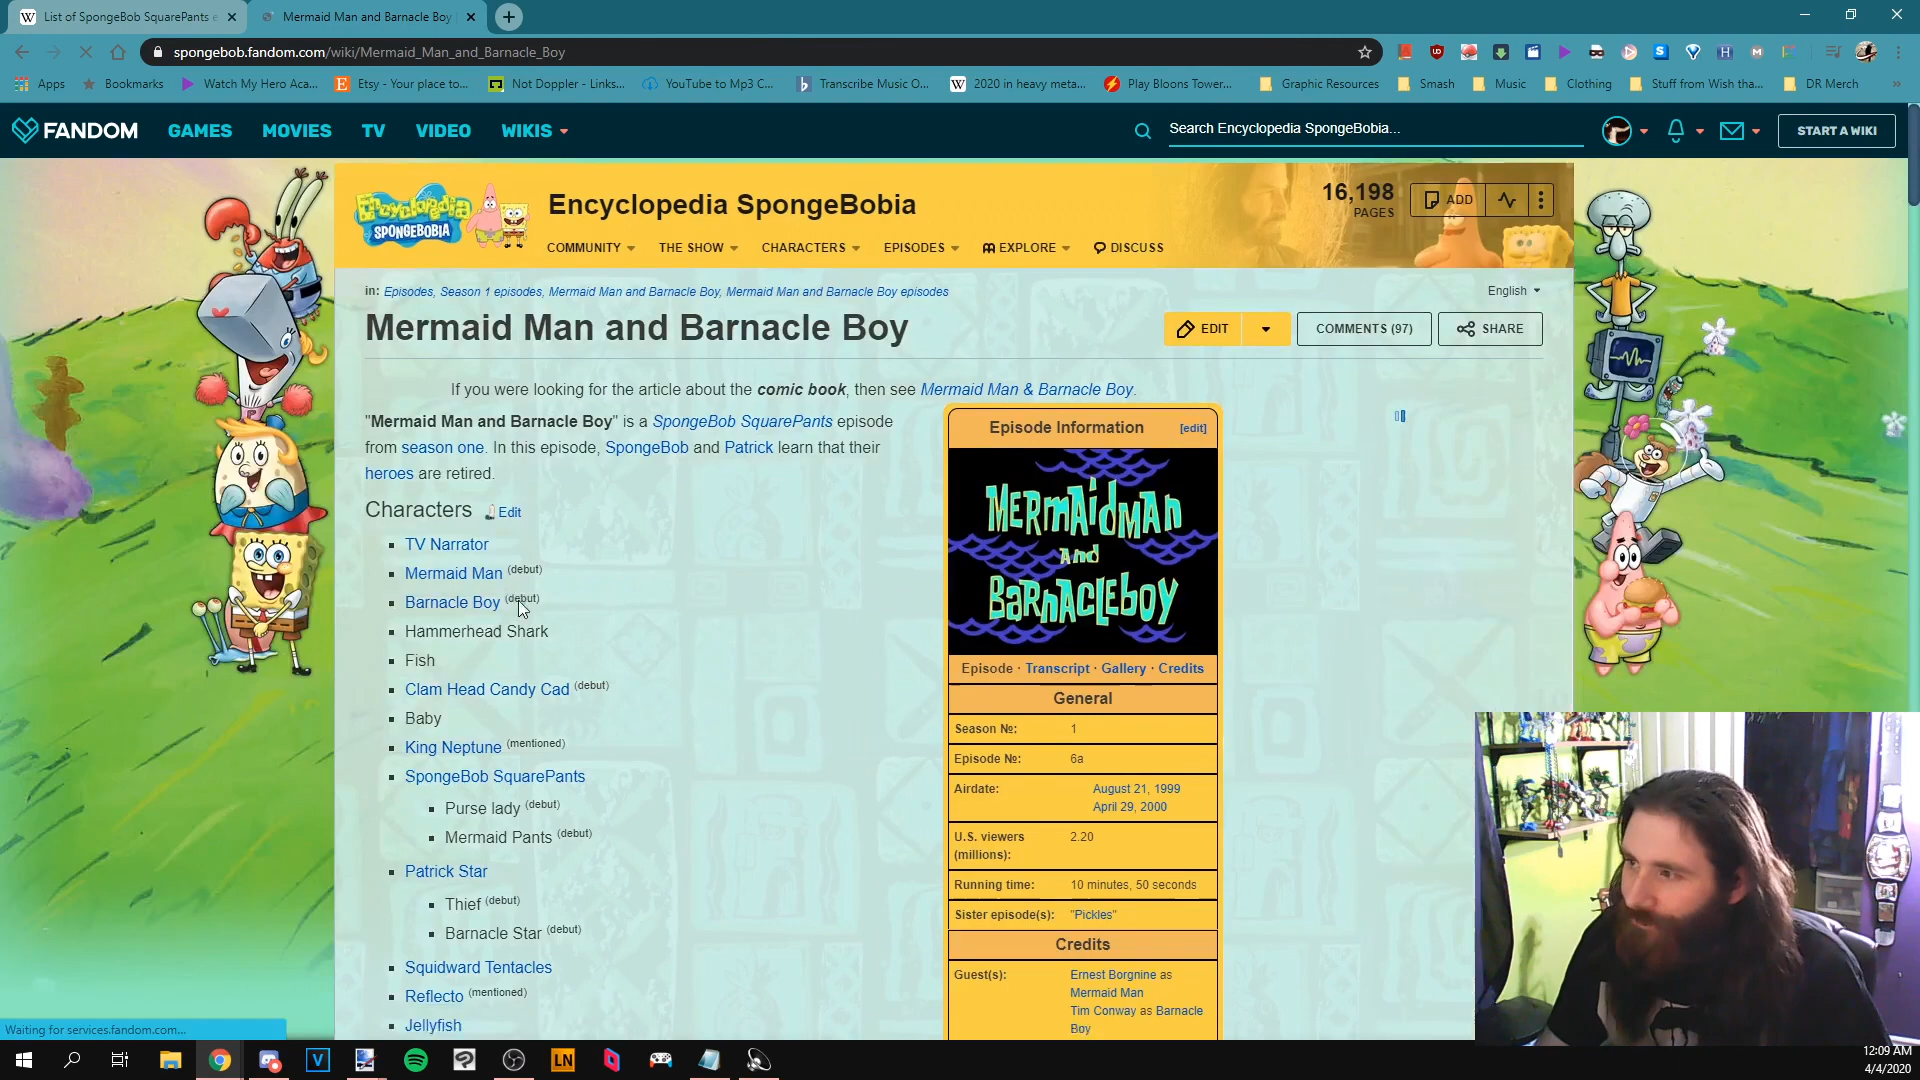 List of SpongeBob SquarePants e
Mermaid Man and Barnacle Boy
spongebob.fandom.com/wiki/Mermaid_Man_and_Barnacle_Boy
Apps
Bookmarks
Watch My Hero Aca...
Etsy - Your place to...
Not Doppler - Links...
YouTube to Mp3 C...
Transcribe Music O...
2020 in heavy meta...
Play Bloons Tower...
Graphic Resources
Smash
Music
Clothing
Stuff from Wish tha...
DR Merch
FANDOM
GAMES
MOVIES
TV
VIDEO
WIKIS
Search Encyclopedia SpongeBobia...
START A WIKI
Encyclopedia
SPONGEBOBIA
Encyclopedia SpongeBobia
16,198
PAGES
ADD
COMMUNITY
THE SHOW
CHARACTERS
EPISODES
EXPLORE
DISCUSS
in: Episodes, Season 1 episodes, Mermaid Man and Barnacle Boy, Mermaid Man and Barnacle Boy episodes
English
Mermaid Man and Barnacle Boy
EDIT
COMMENTS (97)
SHARE
If you were looking for the article about the comic book, then see Mermaid Man & Barnacle Boy.
"Mermaid Man and Barnacle Boy" is a SpongeBob SquarePants episode
from season one. In this episode, SpongeBob and Patrick learn that their
heroes are retired.
Characters Edit
TV Narrator
Mermaid Man (debut)
Barnacle Boy (debut)
Hammerhead Shark
Fish
Clam Head Candy Cad (debut)
Baby
King Neptune (mentioned)
SpongeBob SquarePants
Purse lady (debut)
Mermaid Pants (debut)
Patrick Star
Thief (debut)
Barnacle Star (debut)
Squidward Tentacles
Reflecto (mentioned)
Jellyfish
Episode Information [edit]
MERMAIDMAN
AND
BARNACLEBOY
Episode · Transcript · Gallery · Credits
General
Season №: 1
Episode №: 6a
Airdate: August 21, 1999
April 29, 2000
U.S. viewers (millions): 2.20
Running time: 10 minutes, 50 seconds
Sister episode(s): "Pickles"
Credits
Guest(s): Ernest Borgnine as
Mermaid Man
Tim Conway as Barnacle
Boy
Waiting for services.fandom.com...
LN
12:09 AM
4/4/2020